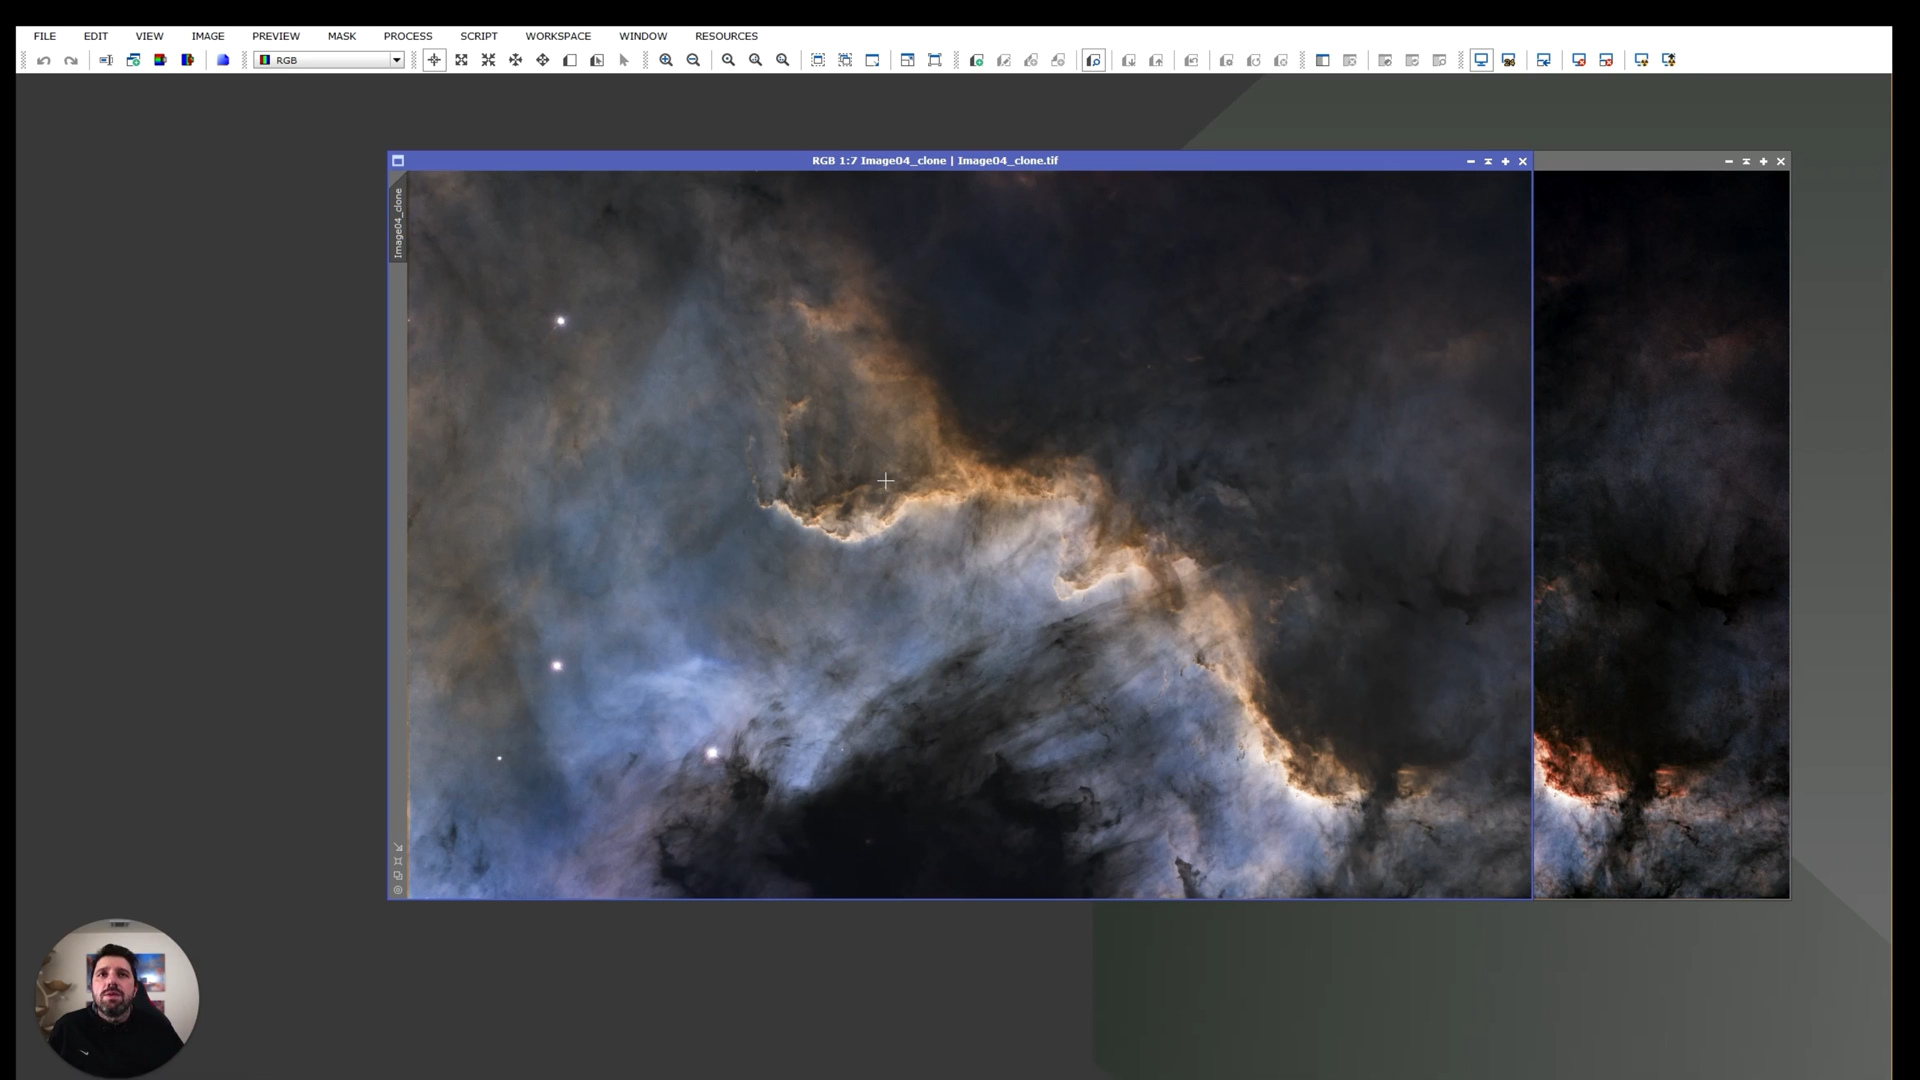 FILE EDIT VIEW IMAGE PREVIEW MASK PROCESS SCRIPT WORKSPACE WINDOW RESOURCES
RGB
RGB 1:7 Image04_clone | Image04_clone.tif
Image04_clone